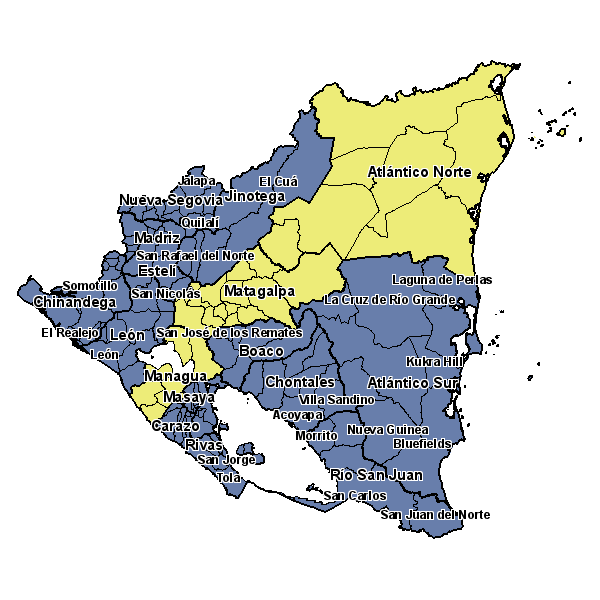 Atlántico Norte
Jalapa
El Cuá
Nueva Segovia
Jinotega
Quilalí
Madriz
San Rafael del Norte
Estelí
Laguna de Perlas
Somotillo
San Nicolás
Matagalpa
Chinandega
La Cruz de Río Grande
El Realejo
León
San José de los Remates
Boaco
León
Kukra Hill
Managua
Chontales
Atlántico Sur
Masaya
Villa Sandino
Acoyapa
Carazo
Nueva Guinea
Morrito
Bluefields
Rivas
San Jorge
Tola
Río San Juan
San Carlos
San Juan del Norte